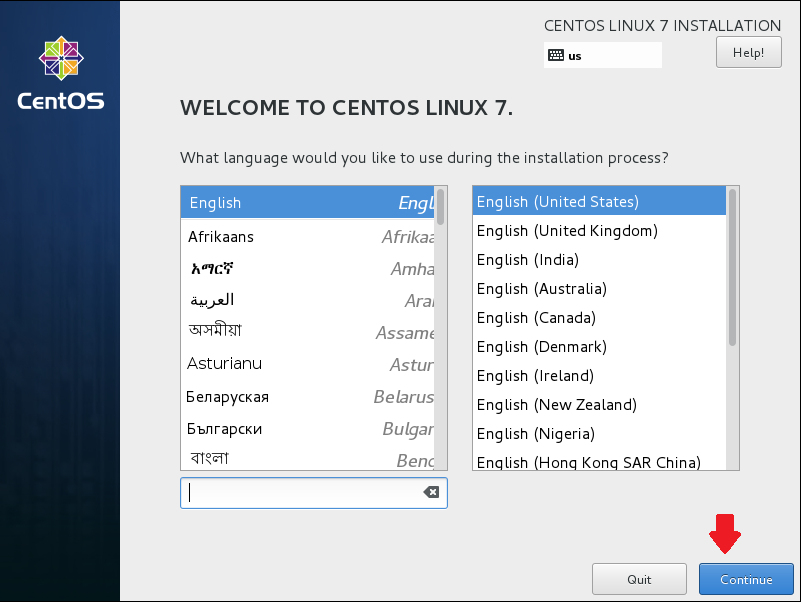 CENTOS LINUX 7 INSTALLATION
us
Help!
CentOS
WELCOME TO CENTOS LINUX 7.
What language would you like to use during the installation process?
English Engl
Afrikaans Afrikaa
አማርኛ Amha
العربية Ara
অসমীয়া Assame
Asturianu Astur
Беларуская Belarus
Български Bulgar
বাংলা Beng
English (United States)
English (United Kingdom)
English (India)
English (Australia)
English (Canada)
English (Denmark)
English (Ireland)
English (New Zealand)
English (Nigeria)
English (Hong Kong SAR China)
Quit
Continue